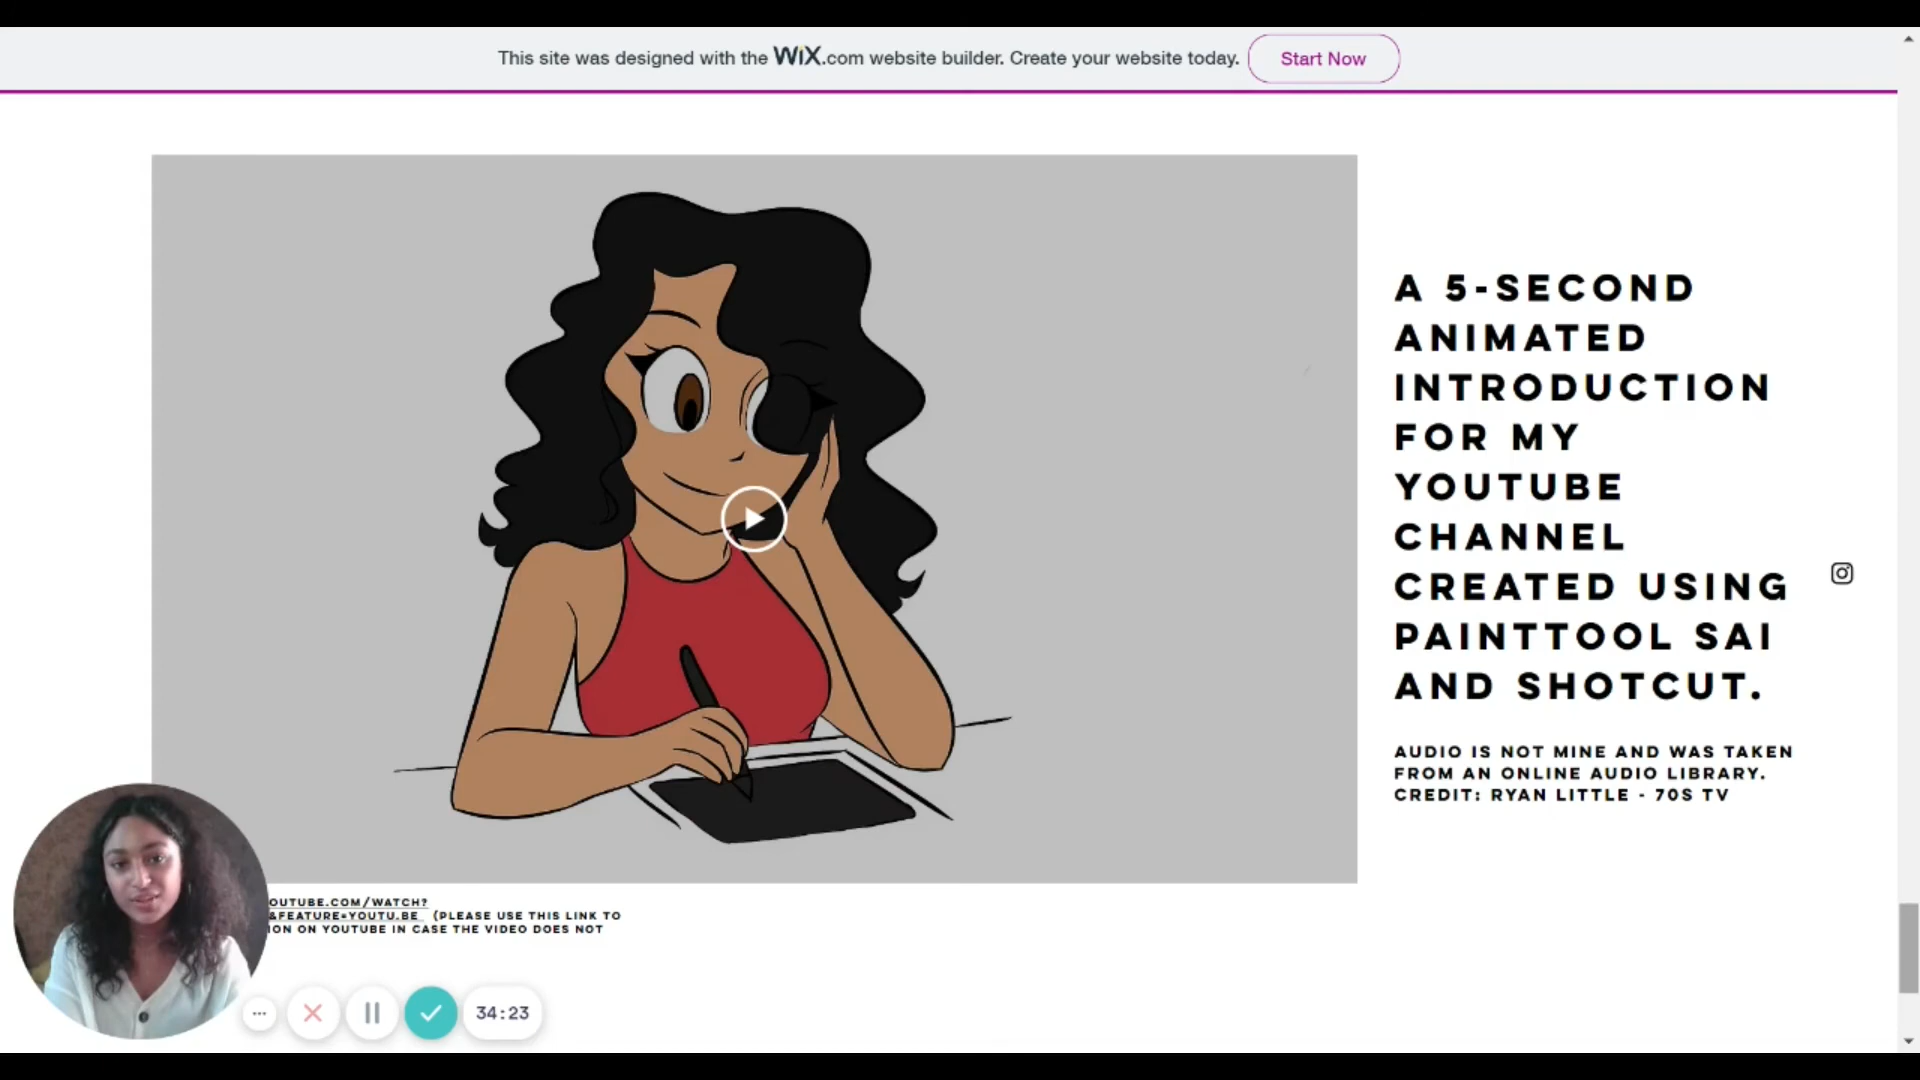 This site was designed with the WiX.com website builder. Create your website today. Start Now
A 5-SECOND
ANIMATED
INTRODUCTION
FOR MY
YOUTUBE
CHANNEL
CREATED USING
PAINTTOOL SAI
AND SHOTCUT.
AUDIO IS NOT MINE AND WAS TAKEN
FROM AN ONLINE AUDIO LIBRARY.
CREDIT: RYAN LITTLE - 70S TV
OUTUBE.COM/WATCH?
&FEATURE=YOUTU.BE (PLEASE USE THIS LINK TO
ION ON YOUTUBE IN CASE THE VIDEO DOES NOT
34:23